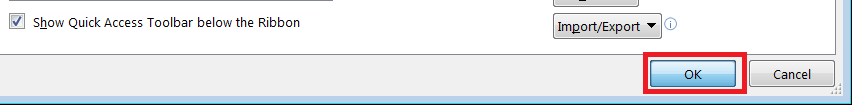 Show Quick Access Toolbar below the Ribbon
Import/Export
OK
Cancel